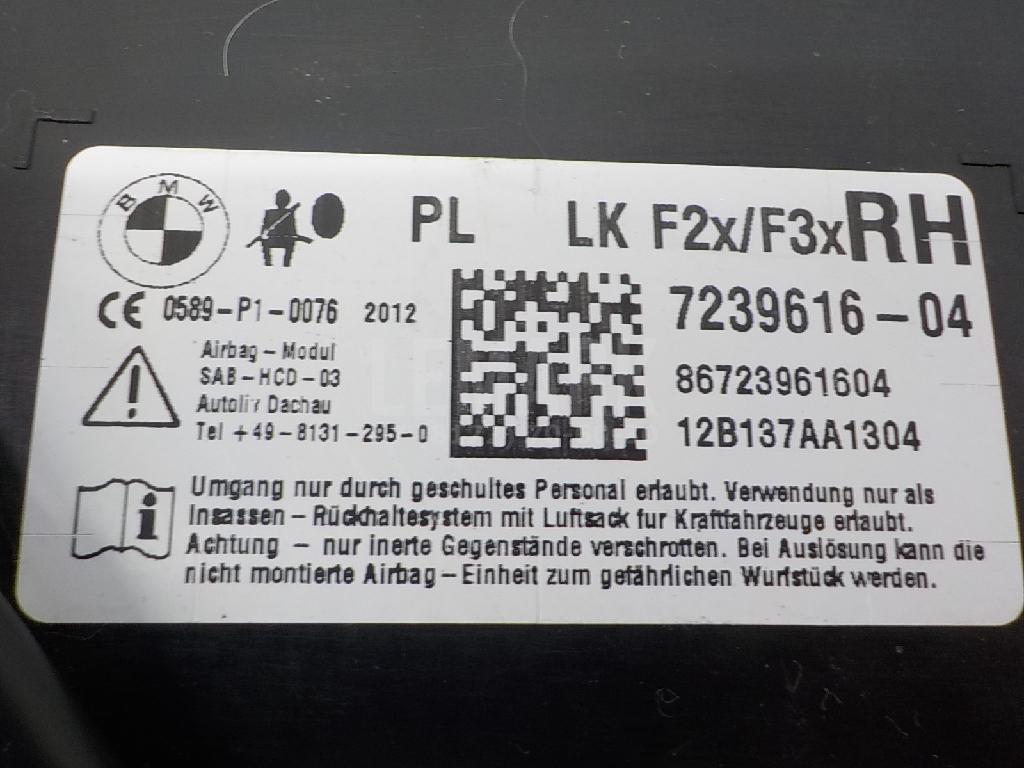 BMW
PL LK F2x/F3x RH
CE 0589-P1-0076 2012
7239616-04
Airbag-Modul
SAB-HCD-03
Autoliv Dachau
Tel +49-8131-295-0
86723961604
12B137AA1304
Umgang nur durch geschultes Personal erlaubt. Verwendung nur als
Insassen-Rückhaltesystem mit Luftsack fur Kraftfahrzeuge erlaubt.
Achtung - nur inerte Gegenstände verschrotten. Bei Auslösung kann die
nicht montierte Airbag-Einheit zum gefährlichen Wurfstück werden.